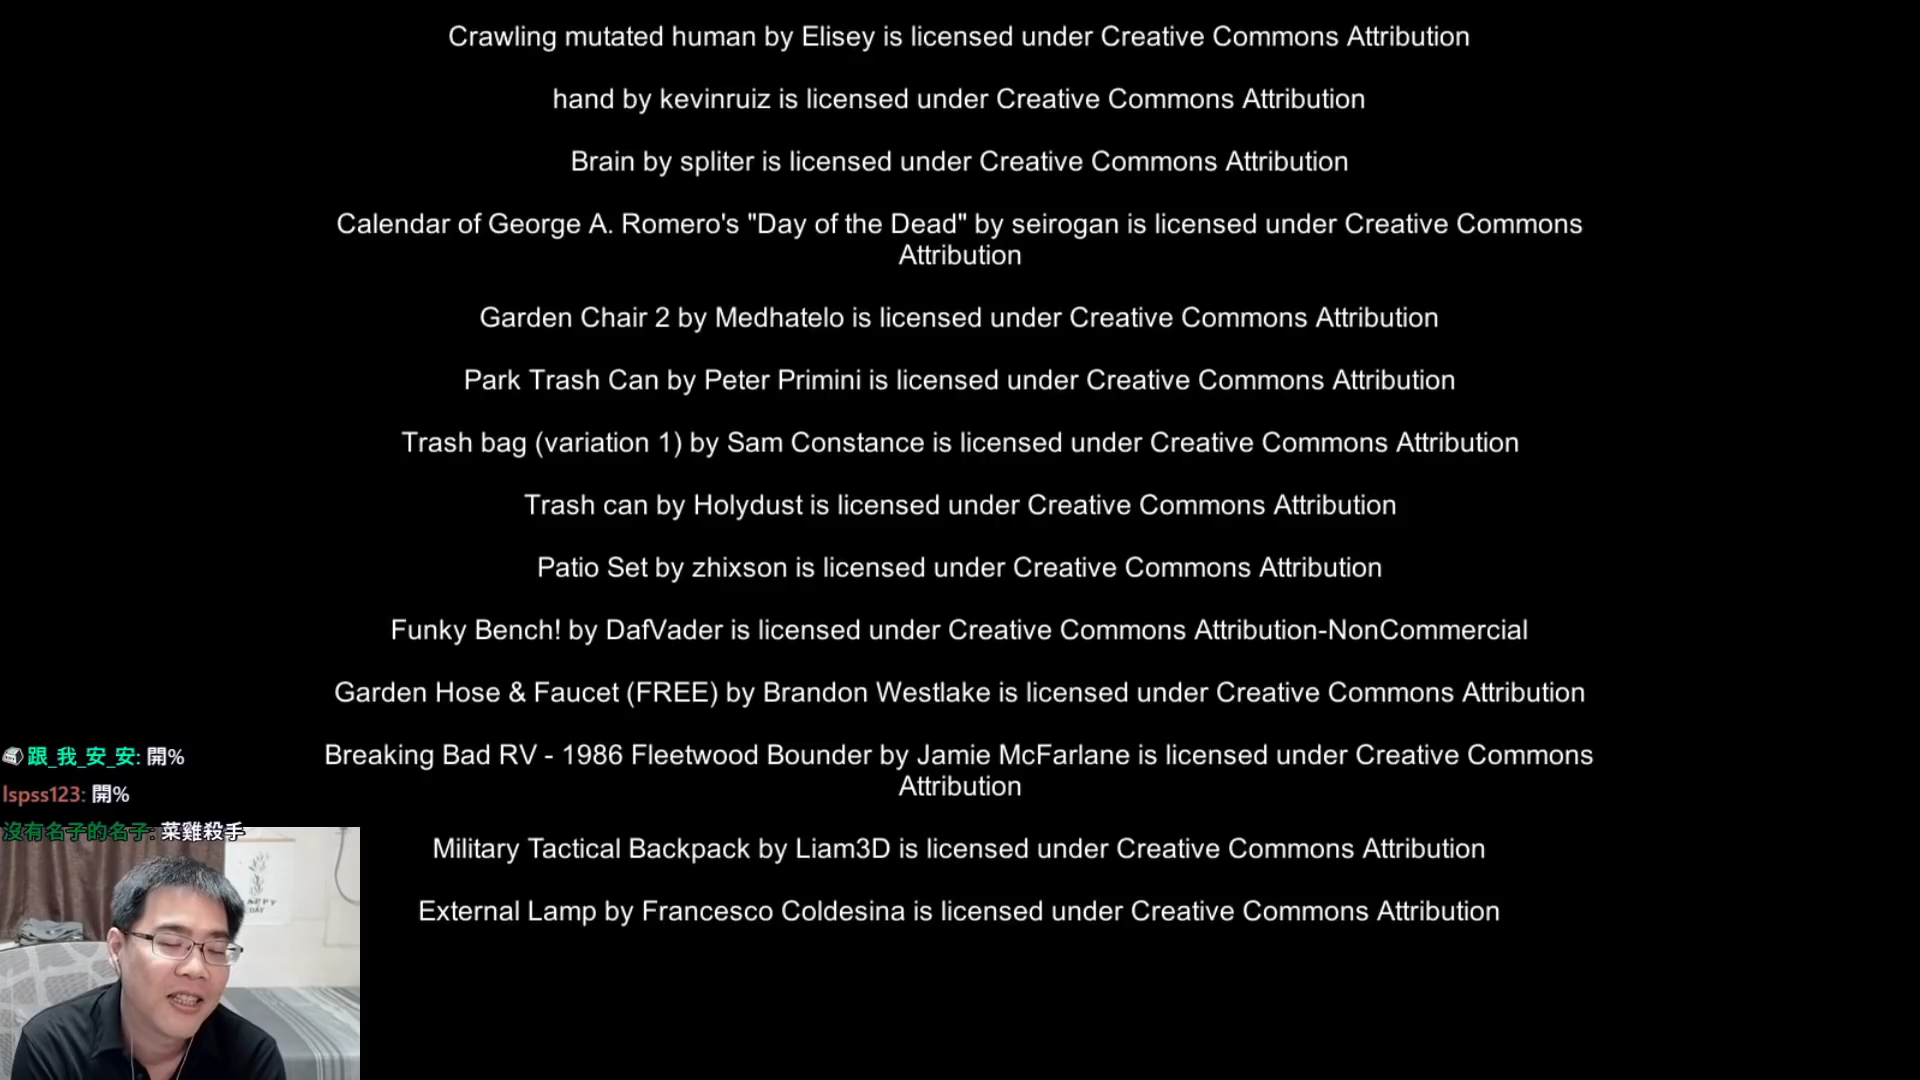 Crawling mutated human by Elisey is licensed under Creative Commons Attribution
hand by kevinruiz is licensed under Creative Commons Attribution
Brain by spliter is licensed under Creative Commons Attribution
Calendar of George A. Romero's "Day of the Dead" by seirogan is licensed under Creative Commons
Attribution
Garden Chair 2 by Medhatelo is licensed under Creative Commons Attribution
Park Trash Can by Peter Primini is licensed under Creative Commons Attribution
Trash bag (variation 1) by Sam Constance is licensed under Creative Commons Attribution
Trash can by Holydust is licensed under Creative Commons Attribution
Patio Set by zhixson is licensed under Creative Commons Attribution
Funky Bench! by DafVader is licensed under Creative Commons Attribution-NonCommercial
Garden Hose & Faucet (FREE) by Brandon Westlake is licensed under Creative Commons Attribution
Breaking Bad RV - 1986 Fleetwood Bounder by Jamie McFarlane is licensed under Creative Commons
Attribution
Military Tactical Backpack by Liam3D is licensed under Creative Commons Attribution
External Lamp by Francesco Coldesina is licensed under Creative Commons Attribution
跟_我_安_安: 開%
lspss123: 開%
沒有名子的名子: 菜雞殺手
DAY